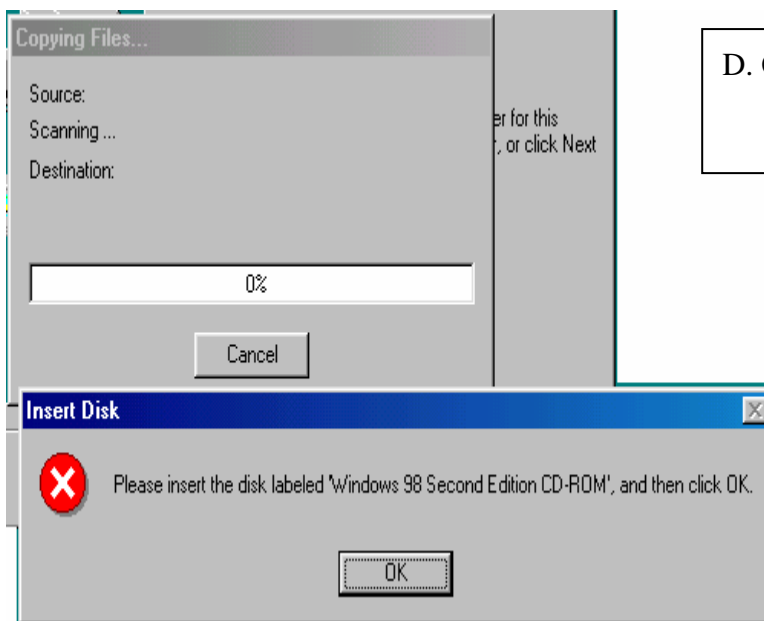 Copying Files...
Source:
Scanning ...
Destination:
0%
Cancel
er for this
, or click Next
D.
Insert Disk
Please insert the disk labeled 'Windows 98 Second Edition CD-ROM', and then click OK.
OK